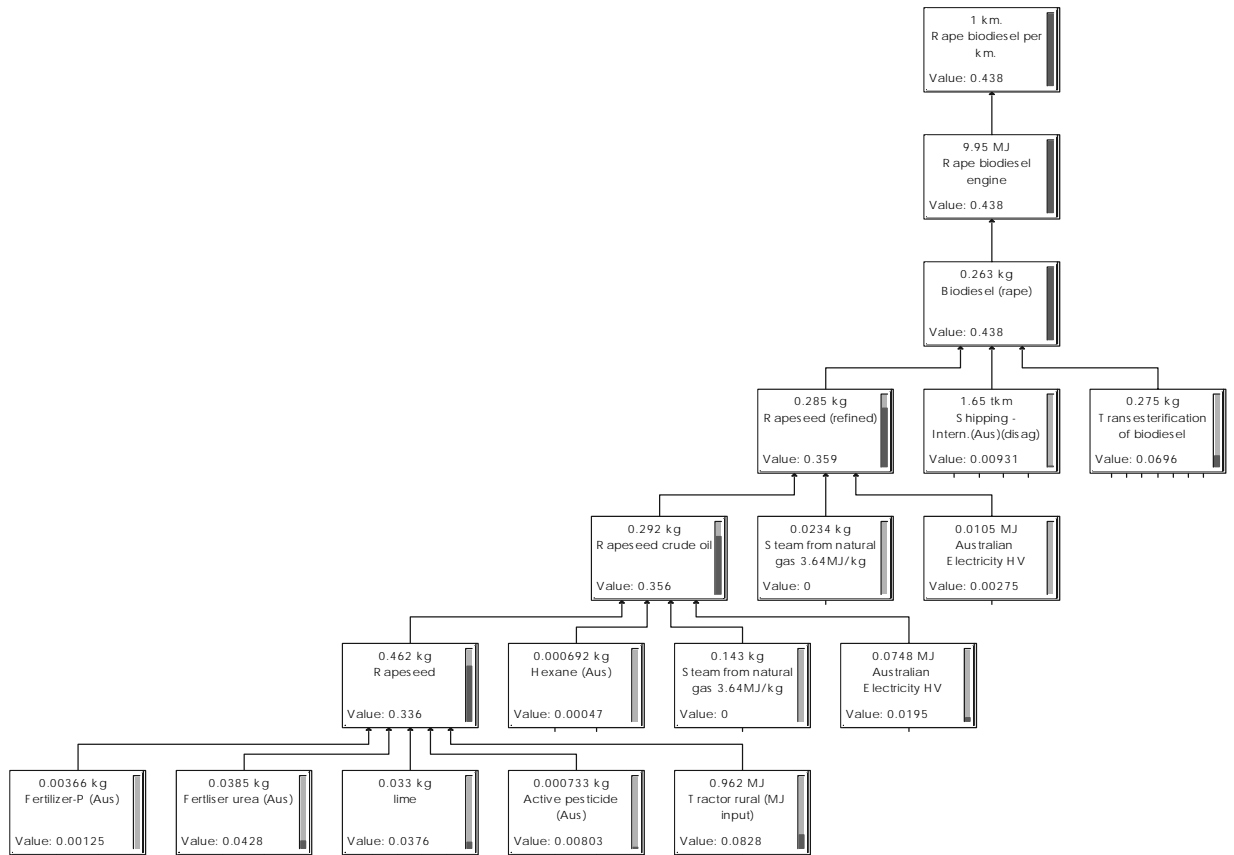 1 km.
Rape biodiesel per
km.
Value: 0.438
9.95 MJ
Rape biodiesel
engine
Value: 0.438
0.263 kg
Biodiesel (rape)
Value: 0.438
0.285 kg
Rapeseed (refined)
Value: 0.359
1.65 tkm
Shipping -
Intern.(Aus)(disag)
Value: 0.00931
0.275 kg
Transesterification
of biodiesel
Value: 0.0696
0.292 kg
Rapeseed crude oil
Value: 0.356
0.0234 kg
Steam from natural
gas 3.64MJ/kg
Value: 0
0.0105 MJ
Australian
Electricity HV
Value: 0.00275
0.462 kg
Rapeseed
Value: 0.336
0.000692 kg
Hexane (Aus)
Value: 0.00047
0.143 kg
Steam from natural
gas 3.64MJ/kg
Value: 0
0.0748 MJ
Australian
Electricity HV
Value: 0.0195
0.00366 kg
Fertilizer-P (Aus)
Value: 0.00125
0.0385 kg
Fertliser urea (Aus)
Value: 0.0428
0.033 kg
lime
Value: 0.0376
0.000733 kg
Active pesticide
(Aus)
Value: 0.00803
0.962 MJ
Tractor rural (MJ
input)
Value: 0.0828